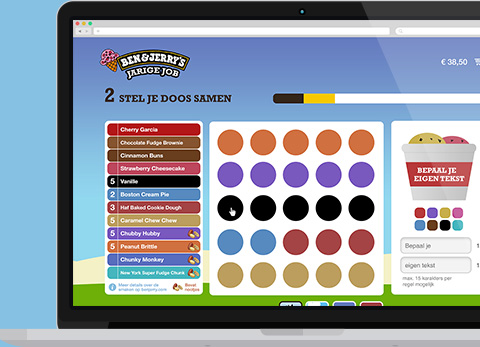 BEN & JERRY'S
JARIGE JOB
€ 38,50
2 STEL JE DOOS SAMEN
Cherry Garcia
Chocolate Fudge Brownie
Cinnamon Buns
Strawberry Cheesecake
5 Vanille
2 Boston Cream Pie
3 Haf Baked Cookie Dough
5 Caramel Chew Chew
5 Chubby Hubby
5 Peanut Brittle
Chunky Monkey
New York Super Fudge Chunk
Meer details over de
smaken op benjerry.com
Bevat
nootjes
BEPAAL JE
EIGEN TEKST
Bepaal je
1
eigen tekst
1
max. 15 karakters per
regel mogelijk